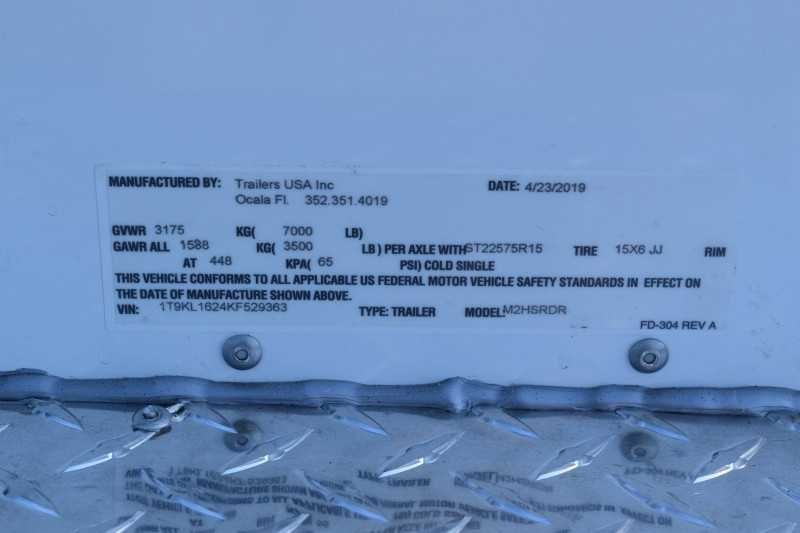 MANUFACTURED BY: Trailers USA Inc DATE: 4/23/2019
Ocala Fl. 352.351.4019
GVWR 3175 KG( 7000 LB)
GAWR ALL 1588 KG( 3500 LB ) PER AXLE WITH ST22575R15 TIRE 15X6 JJ RIM
AT 448 KPA( 65 PSI) COLD SINGLE
THIS VEHICLE CONFORMS TO ALL APPLICABLE US FEDERAL MOTOR VEHICLE SAFETY STANDARDS IN EFFECT ON
THE DATE OF MANUFACTURE SHOWN ABOVE.
VIN: 1T9KL1624KF529363 TYPE: TRAILER MODEL: M2HSRDR
FD-304 REV A